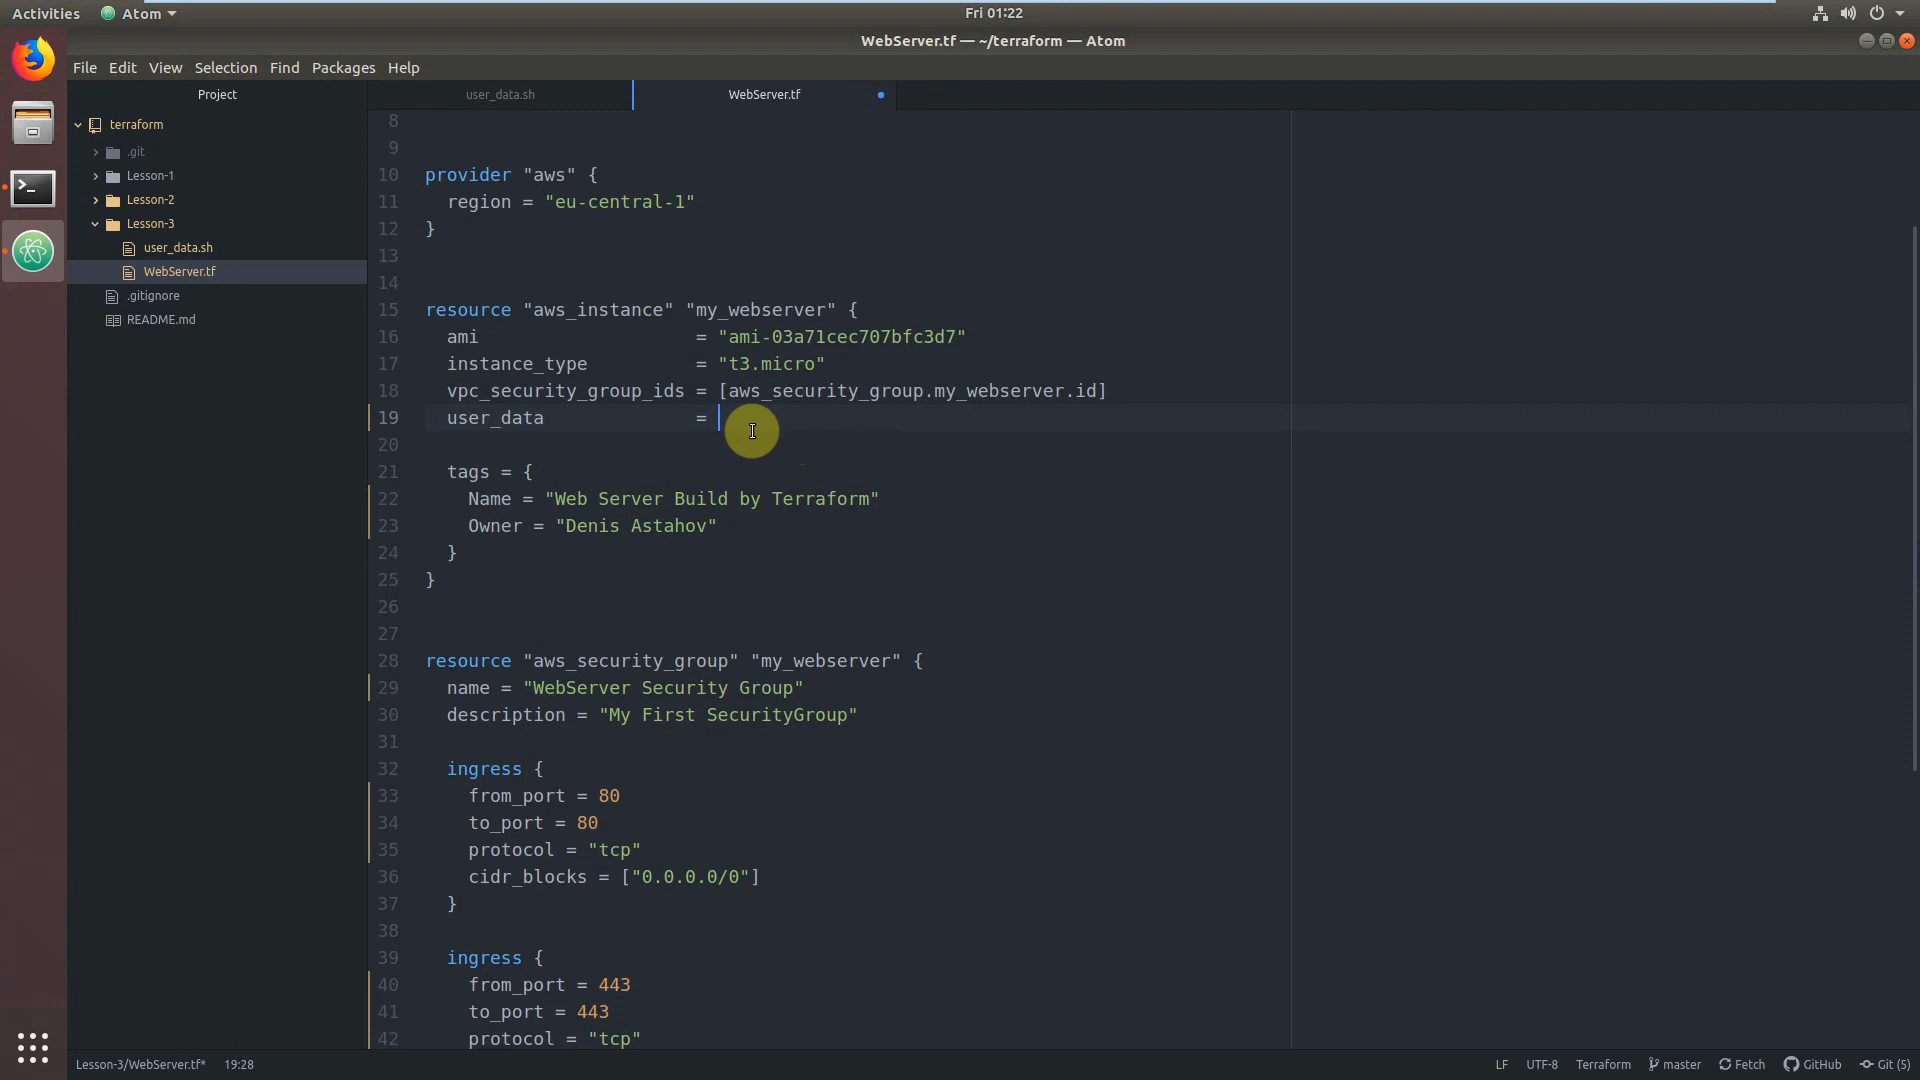 Activities
Atom
Fri 01:22
WebServer.tf — ~/terraform — Atom
File Edit View Selection Find Packages Help
Project
user_data.sh
WebServer.tf
terraform
.git
Lesson-1
Lesson-2
Lesson-3
user_data.sh
WebServer.tf
.gitignore
README.md
8
9
10 provider "aws" {
11 region = "eu-central-1"
12 }
13
14
15 resource "aws_instance" "my_webserver" {
16 ami = "ami-03a71cec707bfc3d7"
17 instance_type = "t3.micro"
18 vpc_security_group_ids = [aws_security_group.my_webserver.id]
19 user_data =
20
21 tags = {
22 Name = "Web Server Build by Terraform"
23 Owner = "Denis Astahov"
24 }
25 }
26
27
28 resource "aws_security_group" "my_webserver" {
29 name = "WebServer Security Group"
30 description = "My First SecurityGroup"
31
32 ingress {
33 from_port = 80
34 to_port = 80
35 protocol = "tcp"
36 cidr_blocks = ["0.0.0.0/0"]
37 }
38
39 ingress {
40 from_port = 443
41 to_port = 443
42 protocol = "tcp"
Lesson-3/WebServer.tf* 19:28
LF UTF-8 Terraform master Fetch GitHub Git (5)